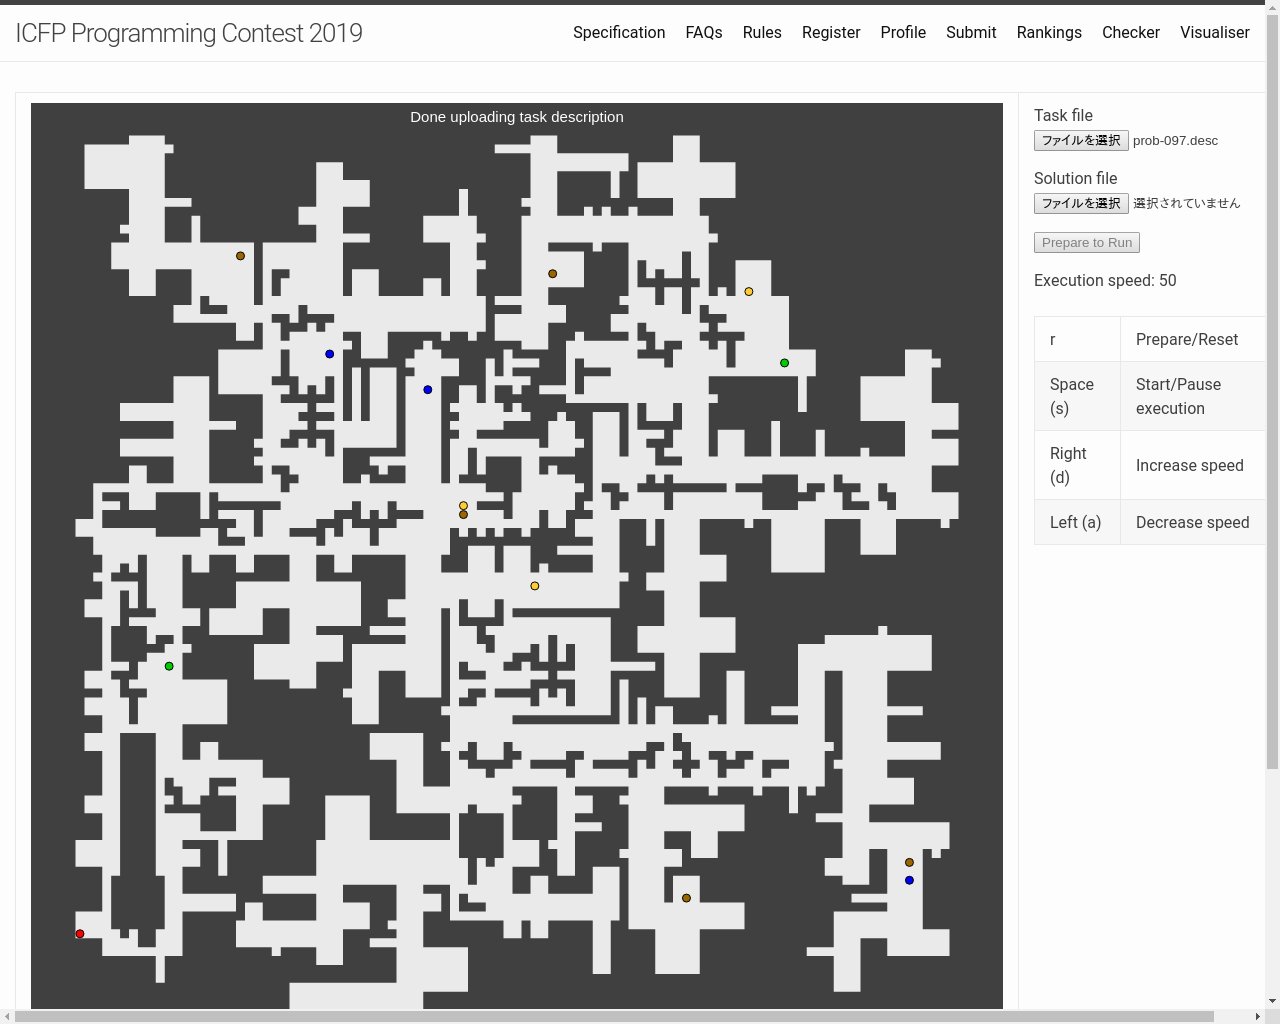 ICFP Programming Contest 2019
Specification FAQs Rules Register Profile Submit Rankings Checker Visualiser
Done uploading task description
Task file
ファイルを選択 prob-097.desc
Solution file
ファイルを選択 選択されていません
Prepare to Run
Execution speed: 50
r Prepare/Reset
Space (s) Start/Pause execution
Right (d) Increase speed
Left (a) Decrease speed